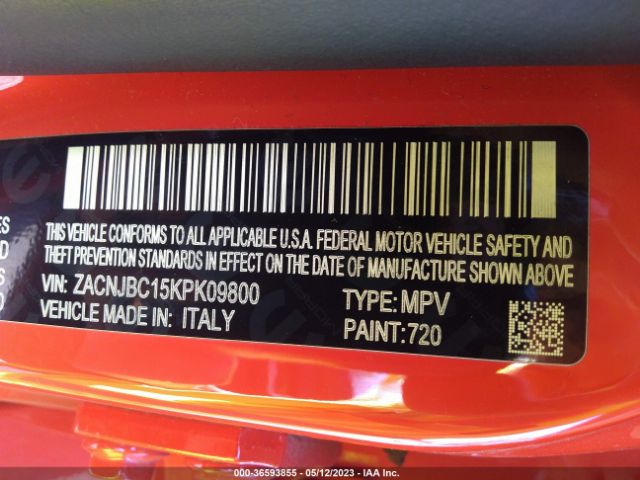 THIS VEHICLE CONFORMS TO ALL APPLICABLE U.S.A. FEDERAL MOTOR VEHICLE SAFETY AND
THEFT PREVENTION STANDARDS IN EFFECT ON THE DATE OF MANUFACTURE SHOWN ABOVE
VIN: ZACNJBC15KPK09800 TYPE: MPV
VEHICLE MADE IN: ITALY PAINT: 720
000-36593855 - 05/12/2023 - IAA Inc.